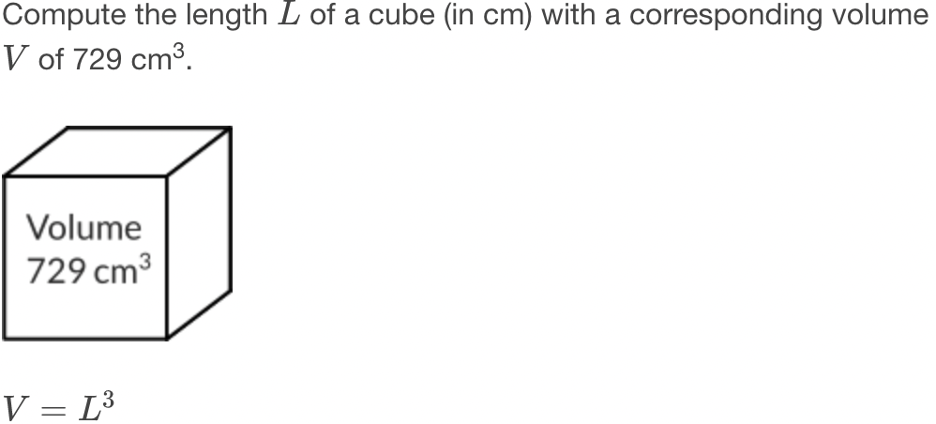 Compute the length L of a cube (in cm) with a corresponding volume
V of 729 cm³.
Volume
729 cm³
V = L³